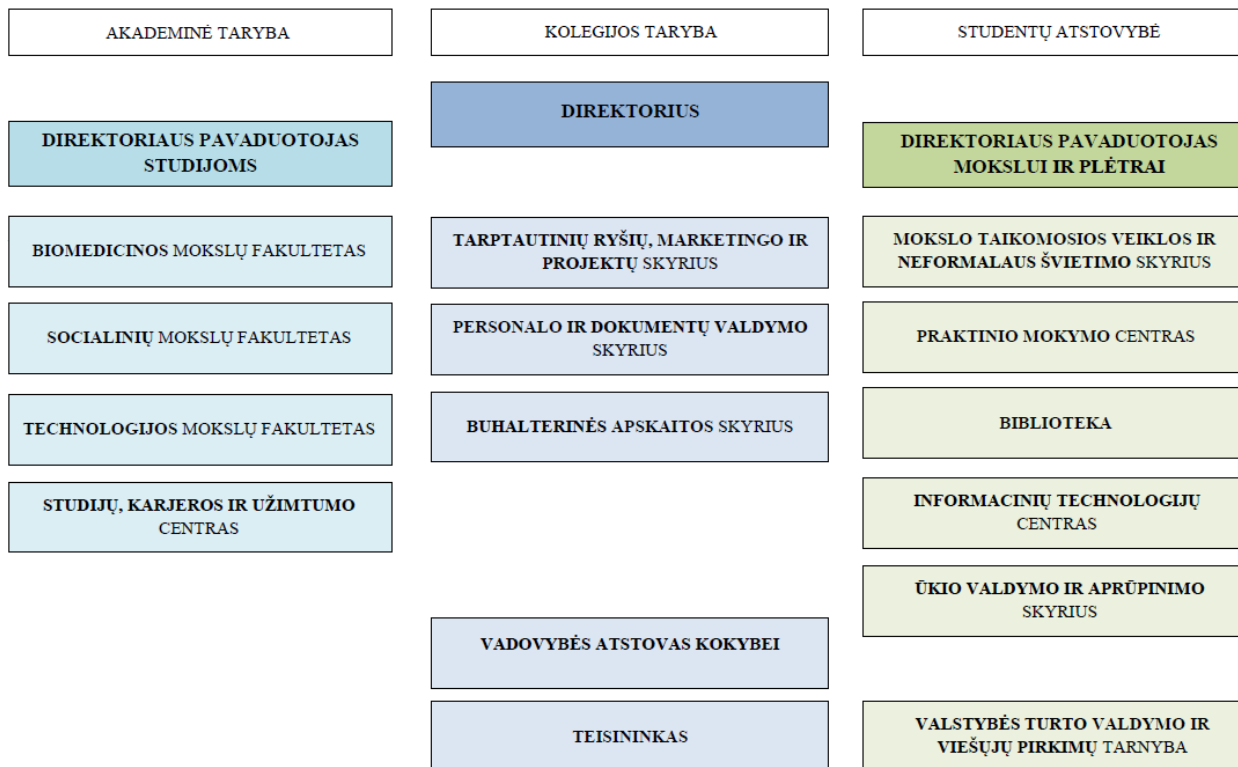 AKADEMINĖ TARYBA
KOLEGIJOS TARYBA
STUDENTŲ ATSTOVYBĖ
DIREKTORIUS
DIREKTORIAUS PAVADUOTOJAS
STUDIJOMS
DIREKTORIAUS PAVADUOTOJAS
MOKSLUI IR PLĖTRAI
BIOMEDICINOS MOKSLŲ FAKULTETAS
TARPTAUTINIŲ RYŠIŲ, MARKETINGO IR
PROJEKTŲ SKYRIUS
MOKSLO TAIKOMOSIOS VEIKLOS IR
NEFORMALAUS ŠVIETIMO SKYRIUS
SOCIALINIŲ MOKSLŲ FAKULTETAS
PERSONALO IR DOKUMENTŲ VALDYMO
SKYRIUS
PRAKTINIO MOKYMO CENTRAS
TECHNOLOGIJOS MOKSLŲ FAKULTETAS
BUHALTERINĖS APSKAITOS SKYRIUS
BIBLIOTEKA
STUDIJŲ, KARJEROS IR UŽIMTUMO
CENTRAS
INFORMACINIŲ TECHNOLOGIJŲ
CENTRAS
ŪKIO VALDYMO IR APRŪPINIMO
SKYRIUS
VADOVYBĖS ATSTOVAS KOKYBEI
TEISININKAS
VALSTYBĖS TURTO VALDYMO IR
VIEŠŲJŲ PIRKIMŲ TARNYBA